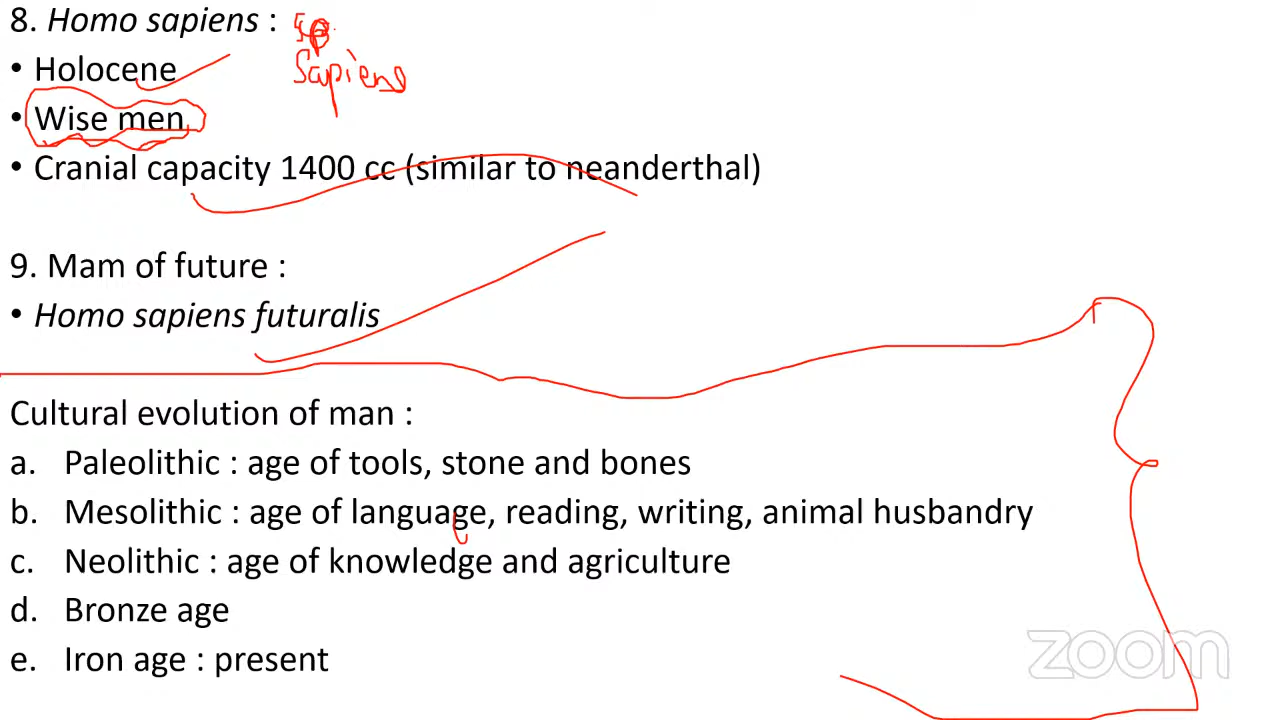 8. Homo sapiens :
Sapiens
• Holocene
• Wise men
• Cranial capacity 1400 cc (similar to neanderthal)
9. Mam of future :
• Homo sapiens futuralis
Cultural evolution of man :
a. Paleolithic : age of tools, stone and bones
b. Mesolithic : age of language, reading, writing, animal husbandry
c. Neolithic : age of knowledge and agriculture
d. Bronze age
e. Iron age : present
zoom